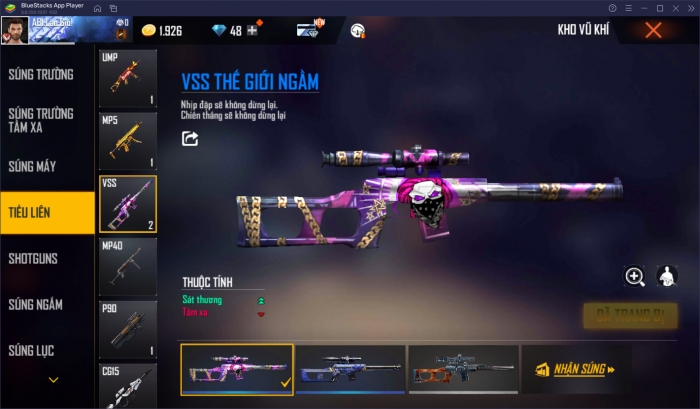 BlueStacks App Player
1.926
48
NEW
KHO VŨ KHÍ
SÚNG TRƯỜNG
SÚNG TRƯỜNG
TẦM XA
SÚNG MÁY
TIỂU LIÊN
SHOTGUNS
SÚNG NGẮM
SÚNG LỤC
UMP
1
MP5
1
VSS
2
MP40
P90
1
CG15
VSS THẾ GIỚI NGẦM
Nhịp đập sẽ không dừng lại.
Chiến thắng sẽ không dừng lại
THUỘC TÍNH
Sát thương
Tầm xa
ĐÃ TRANG BỊ
NHẬN SÚNG